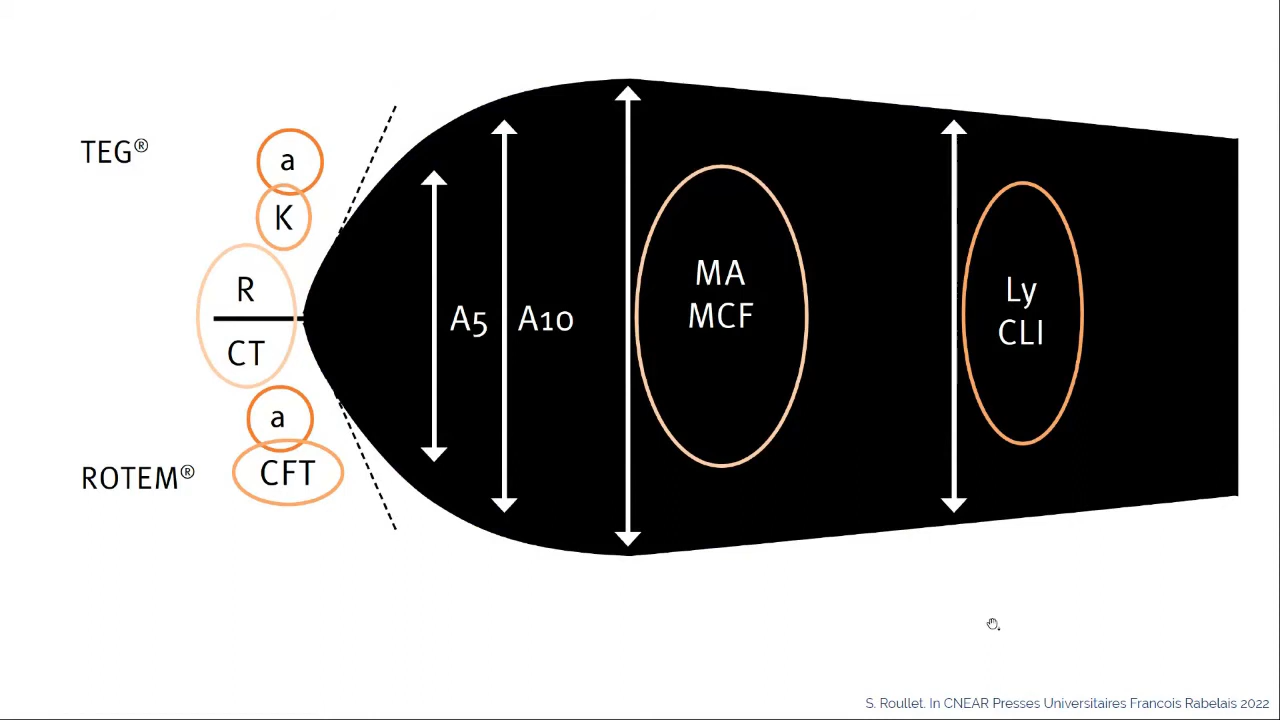 TEG®
a
K
R
CT
a
CFT
ROTEM®
A5
A10
MA
MCF
Ly
CLI
S. Roullet. In CNEAR Presses Universitaires Francois Rabelais 2022